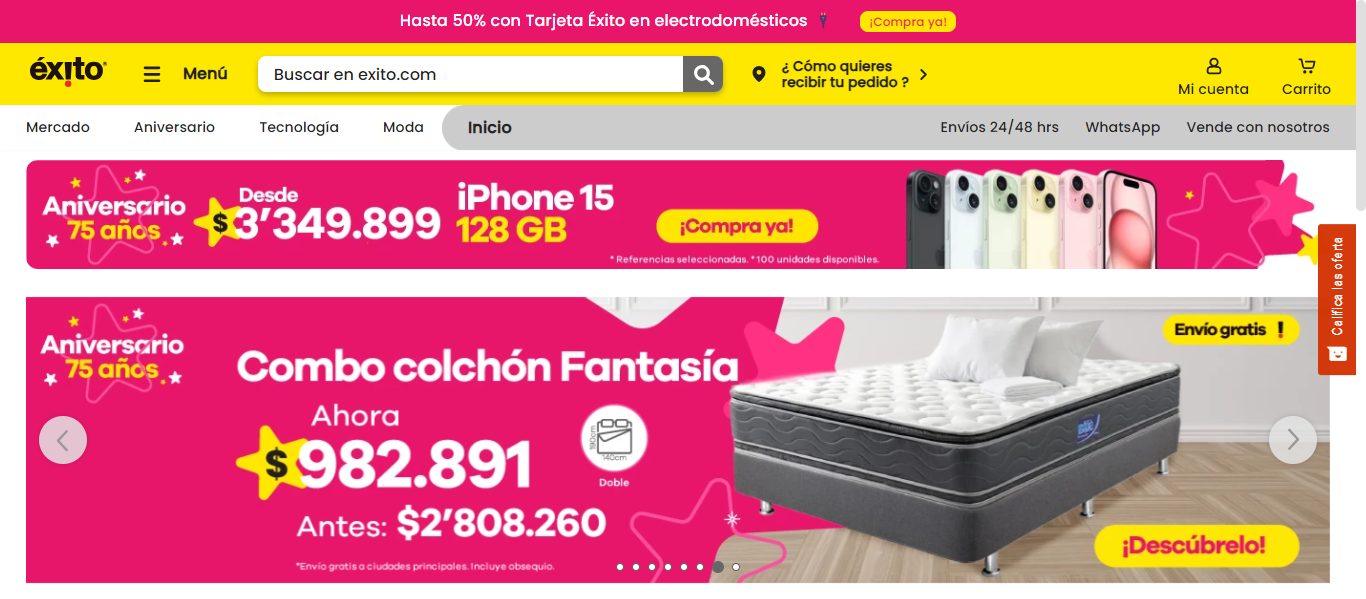 Hasta 50% con Tarjeta Éxito en electrodomésticos
¡Compra ya!
éxito
Menú
Buscar en exito.com
¿ Cómo quieres
recibir tu pedido ?
Mi cuenta
Carrito
Mercado
Aniversario
Tecnología
Moda
Inicio
Envíos 24/48 hrs
WhatsApp
Vende con nosotros
Aniversario
75 años
Desde
$3'349.899
iPhone 15
128 GB
¡Compra ya!
* Referencias seleccionadas. *100 unidades disponibles.
Califica las oferta
Aniversario
75 años
Combo colchón Fantasía
Ahora
$982.891
Antes: $2'808.260
190cm
140cm
Doble
*Envío gratis a ciudades principales. Incluye obsequio.
Envío gratis !
¡Descúbrelo!